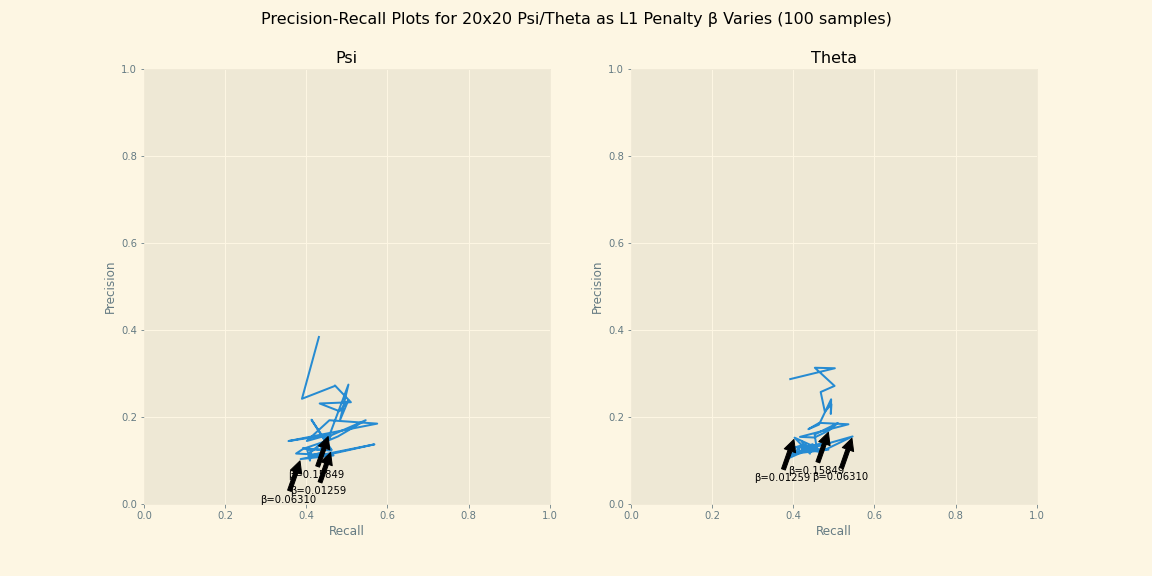 Precision-Recall Plots for 20x20 Psi/Theta as L1 Penalty β Varies (100 samples)
Psi
Theta
1.0
0.8
0.6
0.4
0.2
0.0
Precision
0.0 0.2 0.4 0.6 0.8 1.0
Recall
β=0.15849
β=0.01259
β=0.06310
1.0
0.8
0.6
0.4
0.2
0.0
Precision
0.0 0.2 0.4 0.6 0.8 1.0
Recall
β=0.15849
β=0.01259
β=0.06310